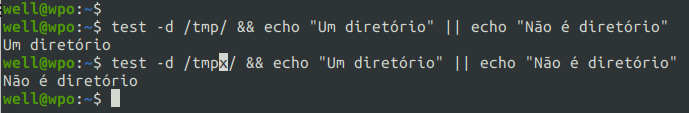 well@wpo:~$
well@wpo:~$ test -d /tmp/ && echo "Um diretório" || echo "Não é diretório"
Um diretório
well@wpo:~$ test -d /tmpx/ && echo "Um diretório" || echo "Não é diretório"
Não é diretório
well@wpo:~$